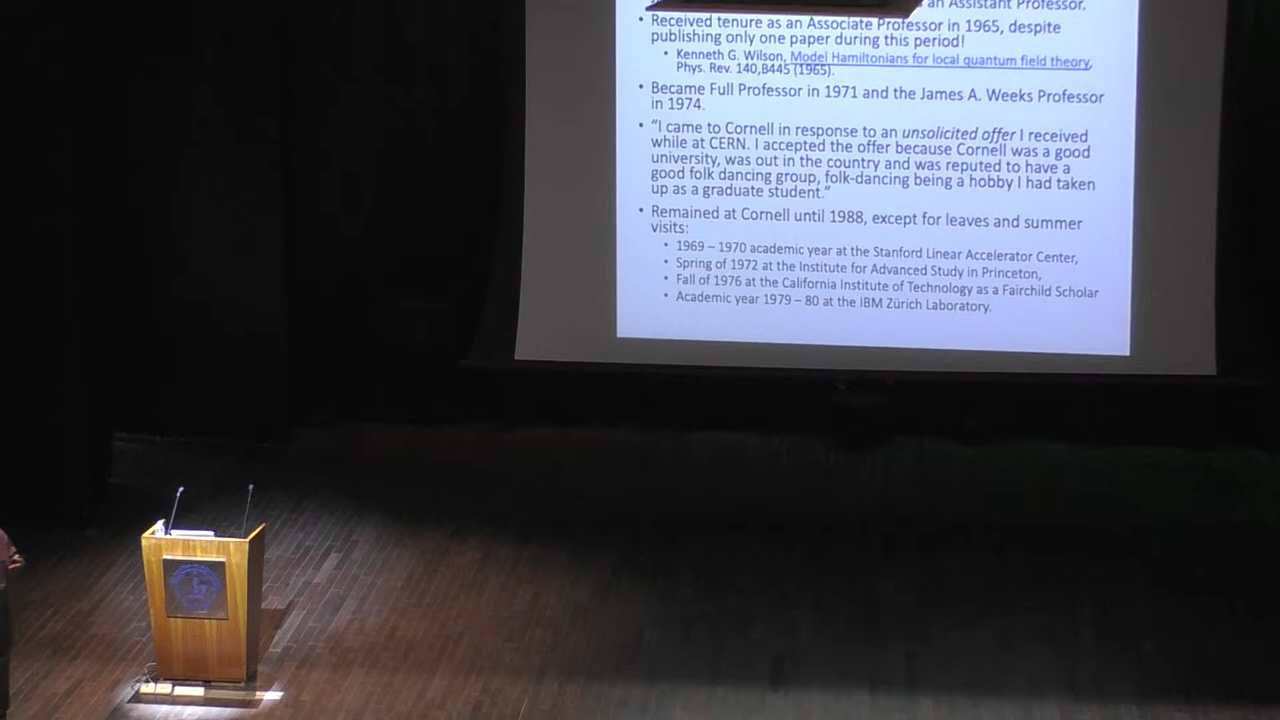 an Assistant Professor.
• Received tenure as an Associate Professor in 1965, despite
publishing only one paper during this period!
• Kenneth G. Wilson, Model Hamiltonians for local quantum field theory,
Phys. Rev. 140,B445 (1965).
• Became Full Professor in 1971 and the James A. Weeks Professor
in 1974.
• “I came to Cornell in response to an unsolicited offer I received
while at CERN. I accepted the offer because Cornell was a good
university, was out in the country and was reputed to have a
good folk dancing group, folk-dancing being a hobby I had taken
up as a graduate student.”
• Remained at Cornell until 1988, except for leaves and summer
visits:
• 1969 – 1970 academic year at the Stanford Linear Accelerator Center,
• Spring of 1972 at the Institute for Advanced Study in Princeton,
• Fall of 1976 at the California Institute of Technology as a Fairchild Scholar
• Academic year 1979 – 80 at the IBM Zürich Laboratory.